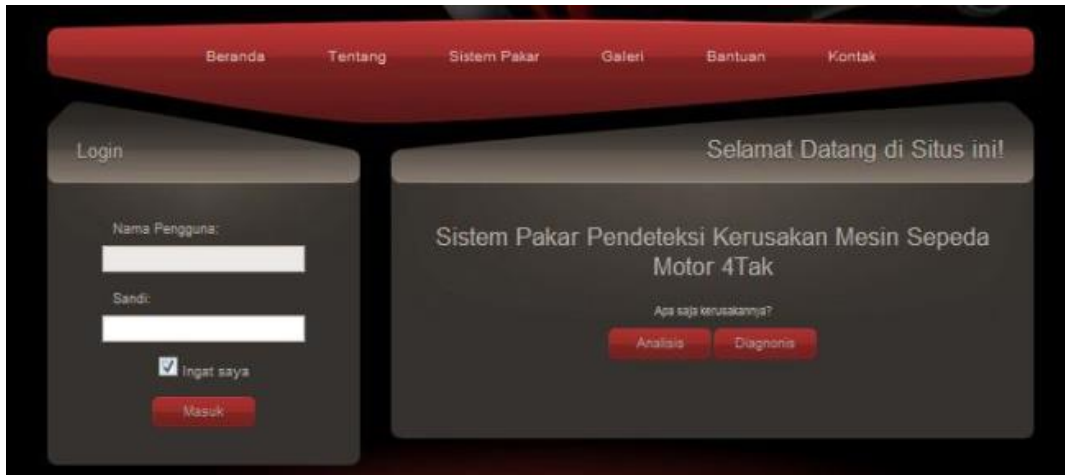 Beranda Tentang Sistem Pakar Galeri Bantuan Kontak
Login
Nama Pengguna:
Sandi:
Ingat saya
Masuk
Selamat Datang di Situs ini!
Sistem Pakar Pendeteksi Kerusakan Mesin Sepeda
Motor 4Tak
Apa saja kerusakannya?
Analisis Diagnonis